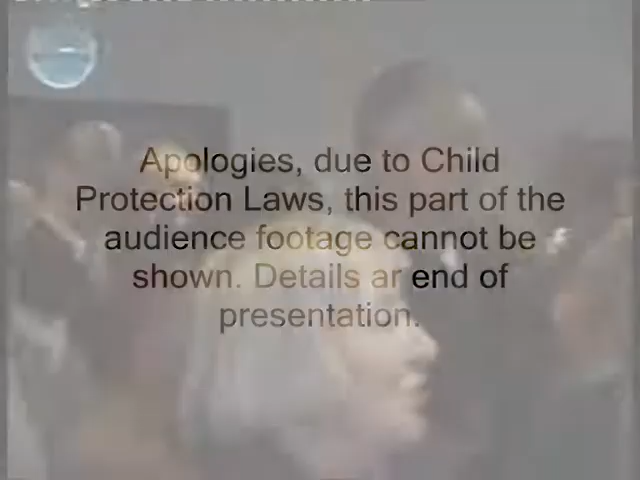 Apologies, due to Child
Protection Laws, this part of the
audience footage cannot be
shown. Details ar end of
presentation.